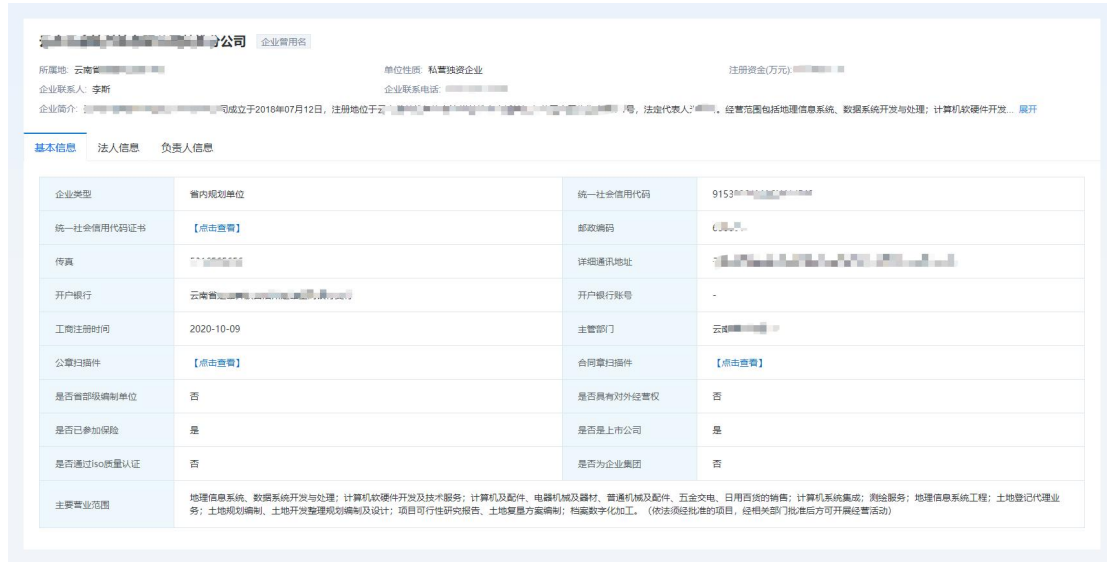 分公司 企业曾用名
所属地: 云南省 单位性质: 私营独资企业 注册资金(万元):
企业联系人: 李斯 企业联系电话:
企业简介: 司成立于2018年07月12日，注册地位于云 号，法定代表人: 。经营范围包括地理信息系统、数据系统开发与处理；计算机软硬件开发... 展开
基本信息 法人信息 负责人信息
企业类型 省内规划单位 统一社会信用代码 9153
统一社会信用代码证书 【点击查看】 邮政编码
传真 详细通讯地址
开户银行 云南省 开户银行账号 -
工商注册时间 2020-10-09 主管部门 云南
公章扫描件 【点击查看】 合同章扫描件 【点击查看】
是否省部级编制单位 否 是否具有对外经营权 否
是否已参加保险 是 是否是上市公司 是
是否通过iso质量认证 否 是否为企业集团 否
主要营业范围 地理信息系统、数据系统开发与处理；计算机软硬件开发及技术服务；计算机及配件、电器机械及器材、普通机械及配件、五金交电、日用百货的销售；计算机系统集成；测绘服务；地理信息系统工程；土地登记代理业
务；土地规划编制、土地开发整理规划编制及设计；项目可行性研究报告、土地复垦方案编制；档案数字化加工。（依法须经批准的项目，经相关部门批准后方可开展经营活动）